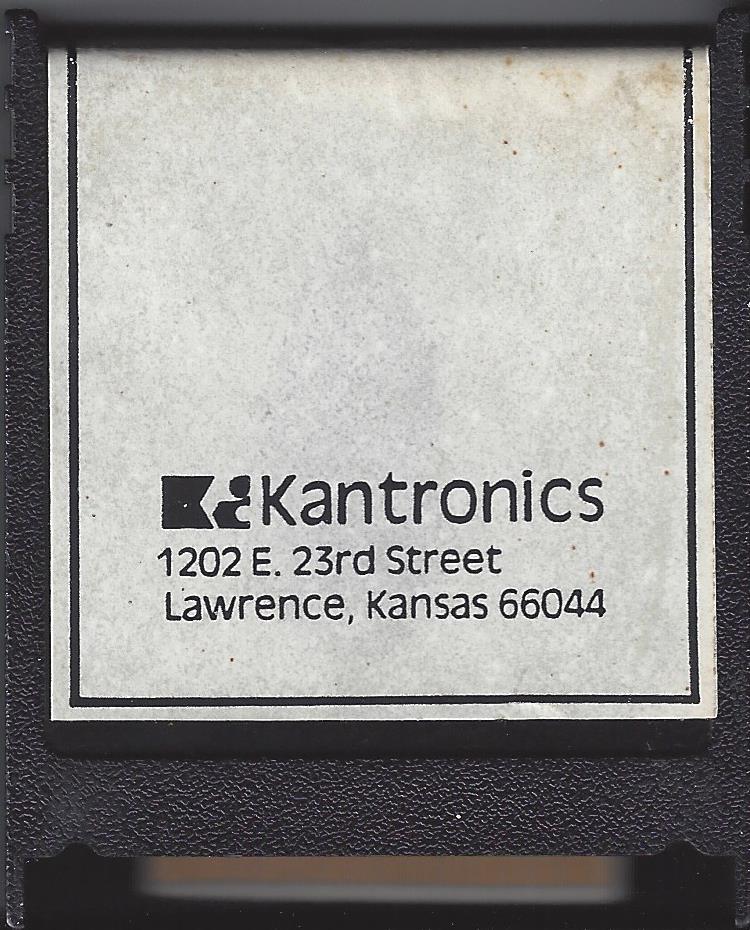 Kantronics
1202 E. 23rd Street
Lawrence, Kansas 66044